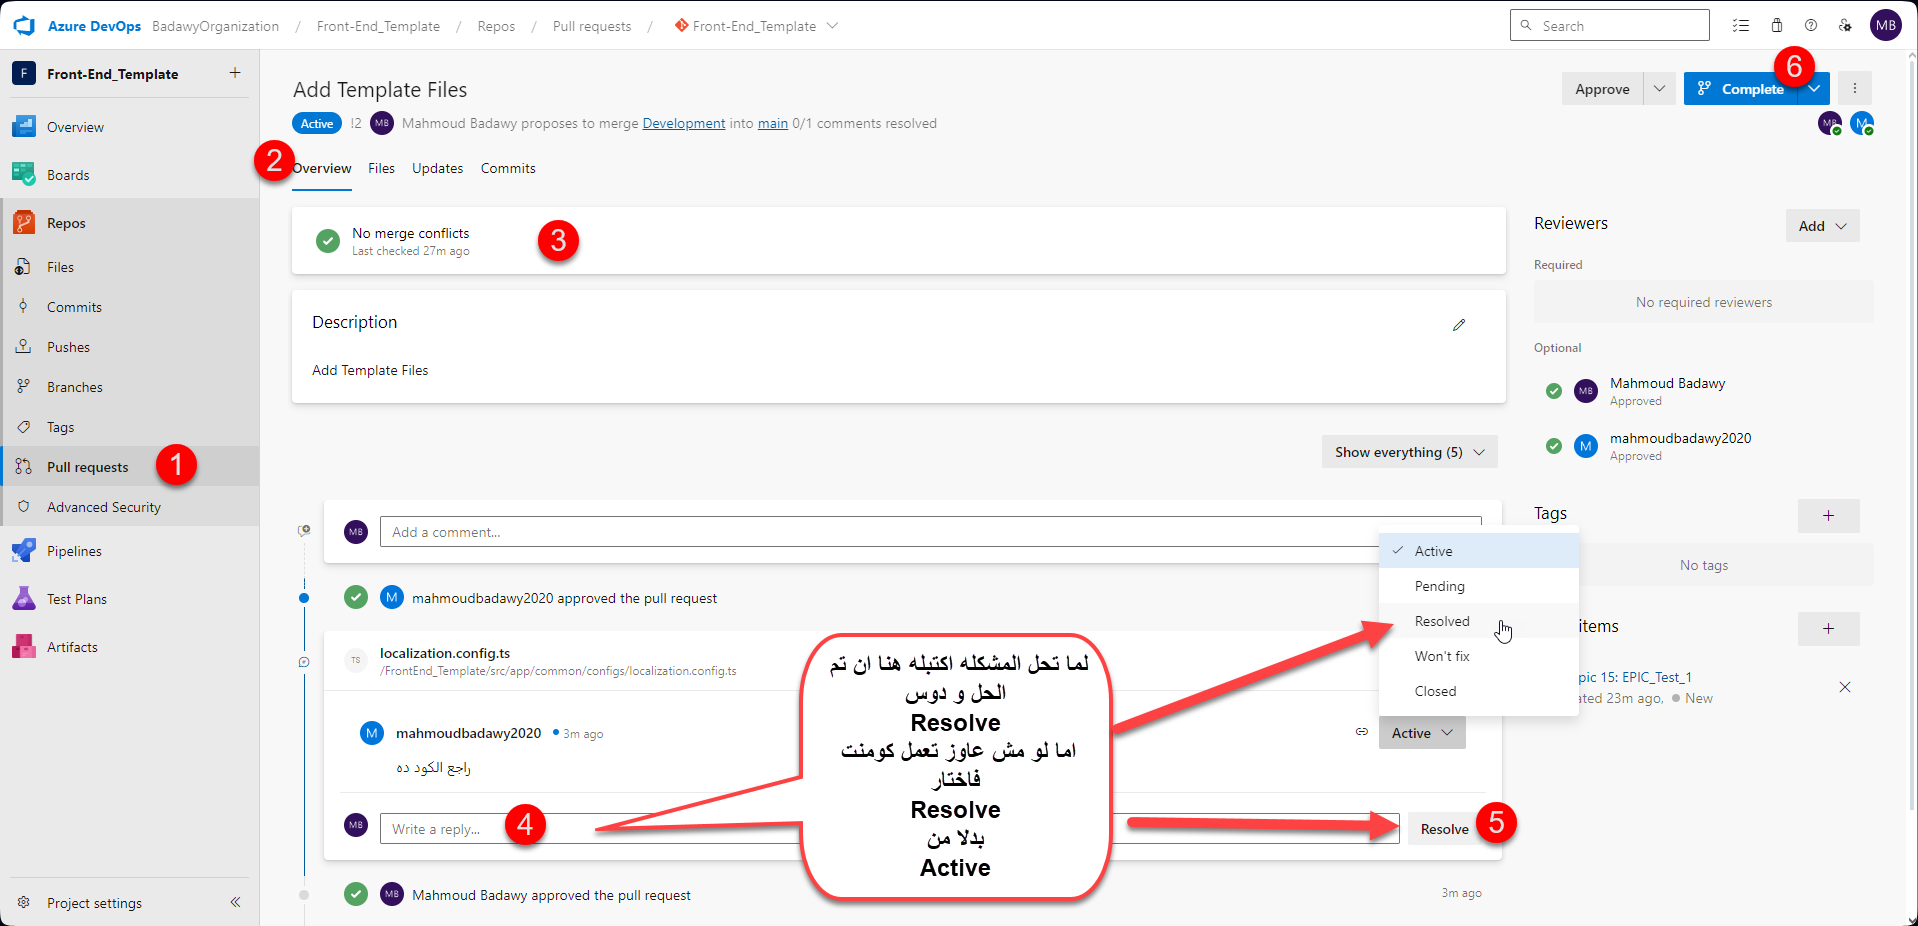 Azure DevOps BadawyOrganization / Front-End_Template / Repos / Pull requests / Front-End_Template
Search
MB
F Front-End_Template +
Overview
Boards
Repos
Files
Commits
Pushes
Branches
Tags
Pull requests
1
Advanced Security
Pipelines
Test Plans
Artifacts
Project settings
Add Template Files
Approve
Complete
6
Active !2 MB Mahmoud Badawy proposes to merge Development into main 0/1 comments resolved
MB M
2
Overview Files Updates Commits
No merge conflicts
Last checked 27m ago
3
Description
Add Template Files
Show everything (5)
MB Add a comment...
M mahmoudbadawy2020 approved the pull request
TS localization.config.ts
/FrontEnd_Template/src/app/common/configs/localization.config.ts
M mahmoudbadawy2020 3m ago
راجع الكود ده
Active
MB Write a reply...
4
Resolve
5
MB Mahmoud Badawy approved the pull request
3m ago
لما تحل المشكله اكتبله هنا ان تم
الحل و دوس
Resolve
اما لو مش عاوز تعمل كومنت
فاختار
Resolve
بدلا من
Active
Active
Pending
Resolved
Won't fix
Closed
Reviewers
Add
Required
No required reviewers
Optional
MB Mahmoud Badawy
Approved
M mahmoudbadawy2020
Approved
Tags
+
No tags
items
+
pic 15: EPIC_Test_1
ated 23m ago, New